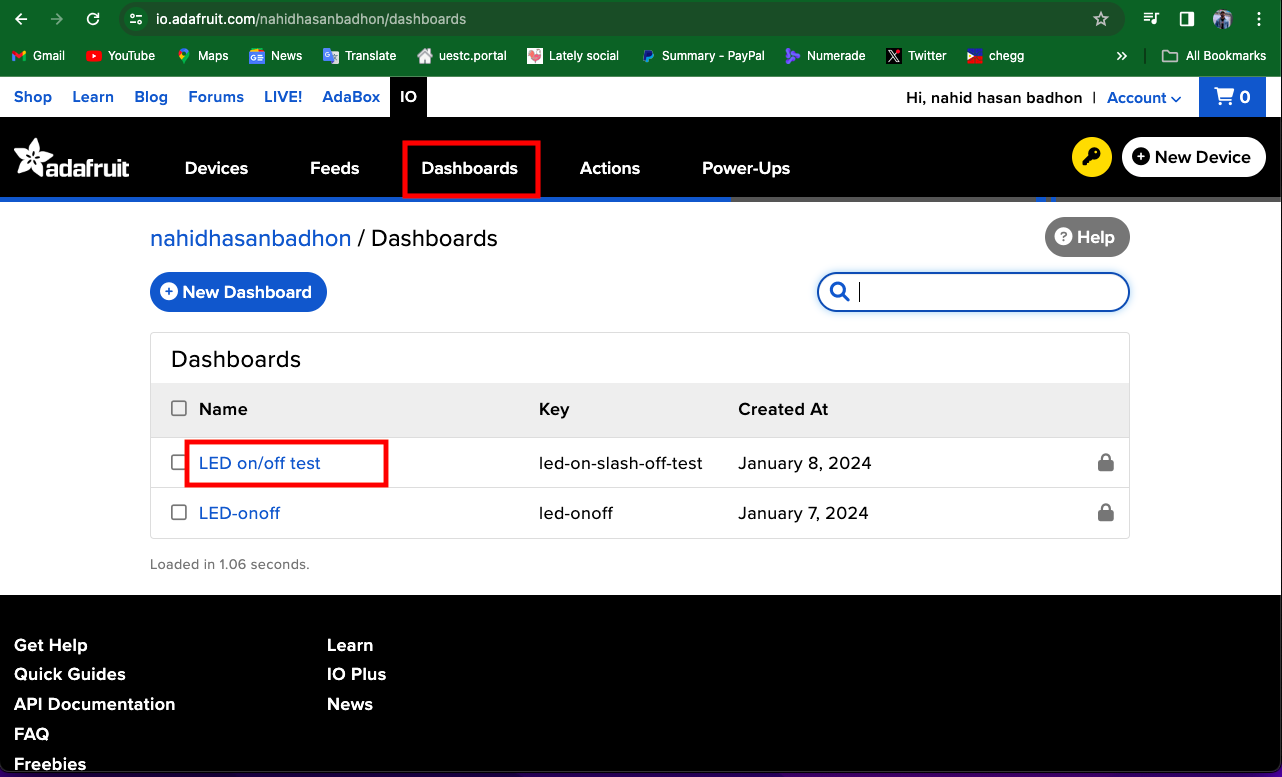 io.adafruit.com/nahidhasanbadhon/dashboards
Gmail YouTube Maps News Translate uestc.portal Lately social Summary - PayPal Numerade Twitter chegg » All Bookmarks
Shop Learn Blog Forums LIVE! AdaBox IO Hi, nahid hasan badhon | Account 0
adafruit Devices Feeds Dashboards Actions Power-Ups New Device
nahidhasanbadhon / Dashboards Help
New Dashboard
Dashboards
Name Key Created At
LED on/off test led-on-slash-off-test January 8, 2024
LED-onoff led-onoff January 7, 2024
Loaded in 1.06 seconds.
Get Help Learn
Quick Guides IO Plus
API Documentation News
FAQ
Freebies